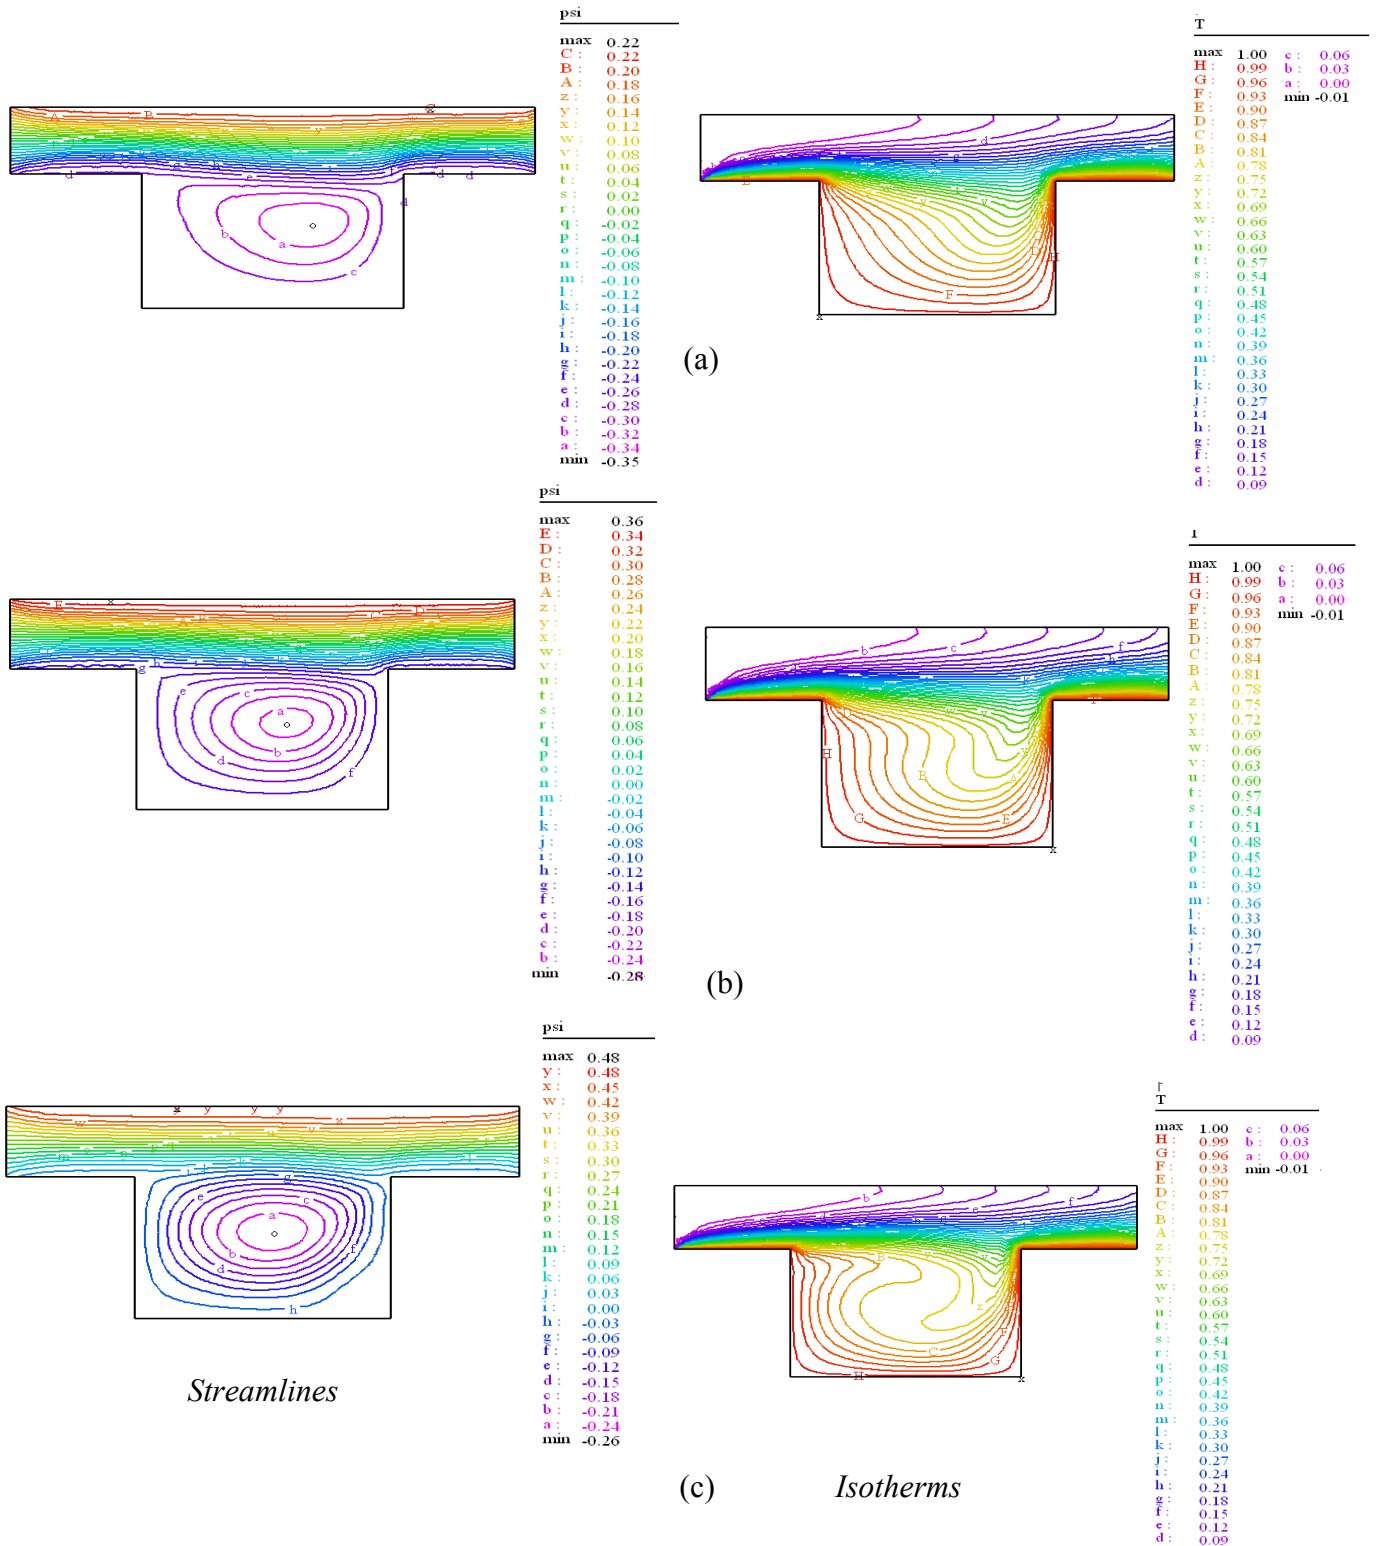 psi
max 0.22
C : 0.22
B : 0.20
A : 0.18
z : 0.16
y : 0.14
x : 0.12
w : 0.10
v : 0.08
u : 0.06
t : 0.04
s : 0.02
r : 0.00
q : -0.02
p : -0.04
o : -0.06
n : -0.08
m : -0.10
l : -0.12
k : -0.14
j : -0.16
i : -0.18
h : -0.20
g : -0.22
f : -0.24
e : -0.26
d : -0.28
c : -0.30
b : -0.32
a : -0.34
min -0.35
T
max 1.00 c : 0.06
H : 0.99 b : 0.03
G : 0.96 a : 0.00
F : 0.93 min -0.01
E : 0.90
D : 0.87
C : 0.84
B : 0.81
A : 0.78
z : 0.75
y : 0.72
x : 0.69
w : 0.66
v : 0.63
u : 0.60
t : 0.57
s : 0.54
r : 0.51
q : 0.48
p : 0.45
o : 0.42
n : 0.39
m : 0.36
l : 0.33
k : 0.30
j : 0.27
i : 0.24
h : 0.21
g : 0.18
f : 0.15
e : 0.12
d : 0.09
(a)
psi
max 0.36
E : 0.34
D : 0.32
C : 0.30
B : 0.28
A : 0.26
z : 0.24
y : 0.22
x : 0.20
w : 0.18
v : 0.16
u : 0.14
t : 0.12
s : 0.10
r : 0.08
q : 0.06
p : 0.04
o : 0.02
n : 0.00
m : -0.02
l : -0.04
k : -0.06
j : -0.08
i : -0.10
h : -0.12
g : -0.14
f : -0.16
e : -0.18
d : -0.20
c : -0.22
b : -0.24
min -0.28
max 1.00 c : 0.06
H : 0.99 b : 0.03
G : 0.96 a : 0.00
F : 0.93 min -0.01
E : 0.90
D : 0.87
C : 0.84
B : 0.81
A : 0.78
z : 0.75
y : 0.72
x : 0.69
w : 0.66
v : 0.63
u : 0.60
t : 0.57
s : 0.54
r : 0.51
q : 0.48
p : 0.45
o : 0.42
n : 0.39
m : 0.36
l : 0.33
k : 0.30
j : 0.27
i : 0.24
h : 0.21
g : 0.18
f : 0.15
e : 0.12
d : 0.09
(b)
psi
max 0.48
y : 0.48
x : 0.45
w : 0.42
v : 0.39
u : 0.36
t : 0.33
s : 0.30
r : 0.27
q : 0.24
p : 0.21
o : 0.18
n : 0.15
m : 0.12
l : 0.09
k : 0.06
j : 0.03
i : 0.00
h : -0.03
g : -0.06
f : -0.09
e : -0.12
d : -0.15
c : -0.18
b : -0.21
a : -0.24
min -0.26
T
max 1.00 c : 0.06
H : 0.99 b : 0.03
G : 0.96 a : 0.00
F : 0.93 min -0.01
E : 0.90
D : 0.87
C : 0.84
B : 0.81
A : 0.78
z : 0.75
y : 0.72
x : 0.69
w : 0.66
v : 0.63
u : 0.60
t : 0.57
s : 0.54
r : 0.51
q : 0.48
p : 0.45
o : 0.42
n : 0.39
m : 0.36
l : 0.33
k : 0.30
j : 0.27
i : 0.24
h : 0.21
g : 0.18
f : 0.15
e : 0.12
d : 0.09
Streamlines
(c)
Isotherms